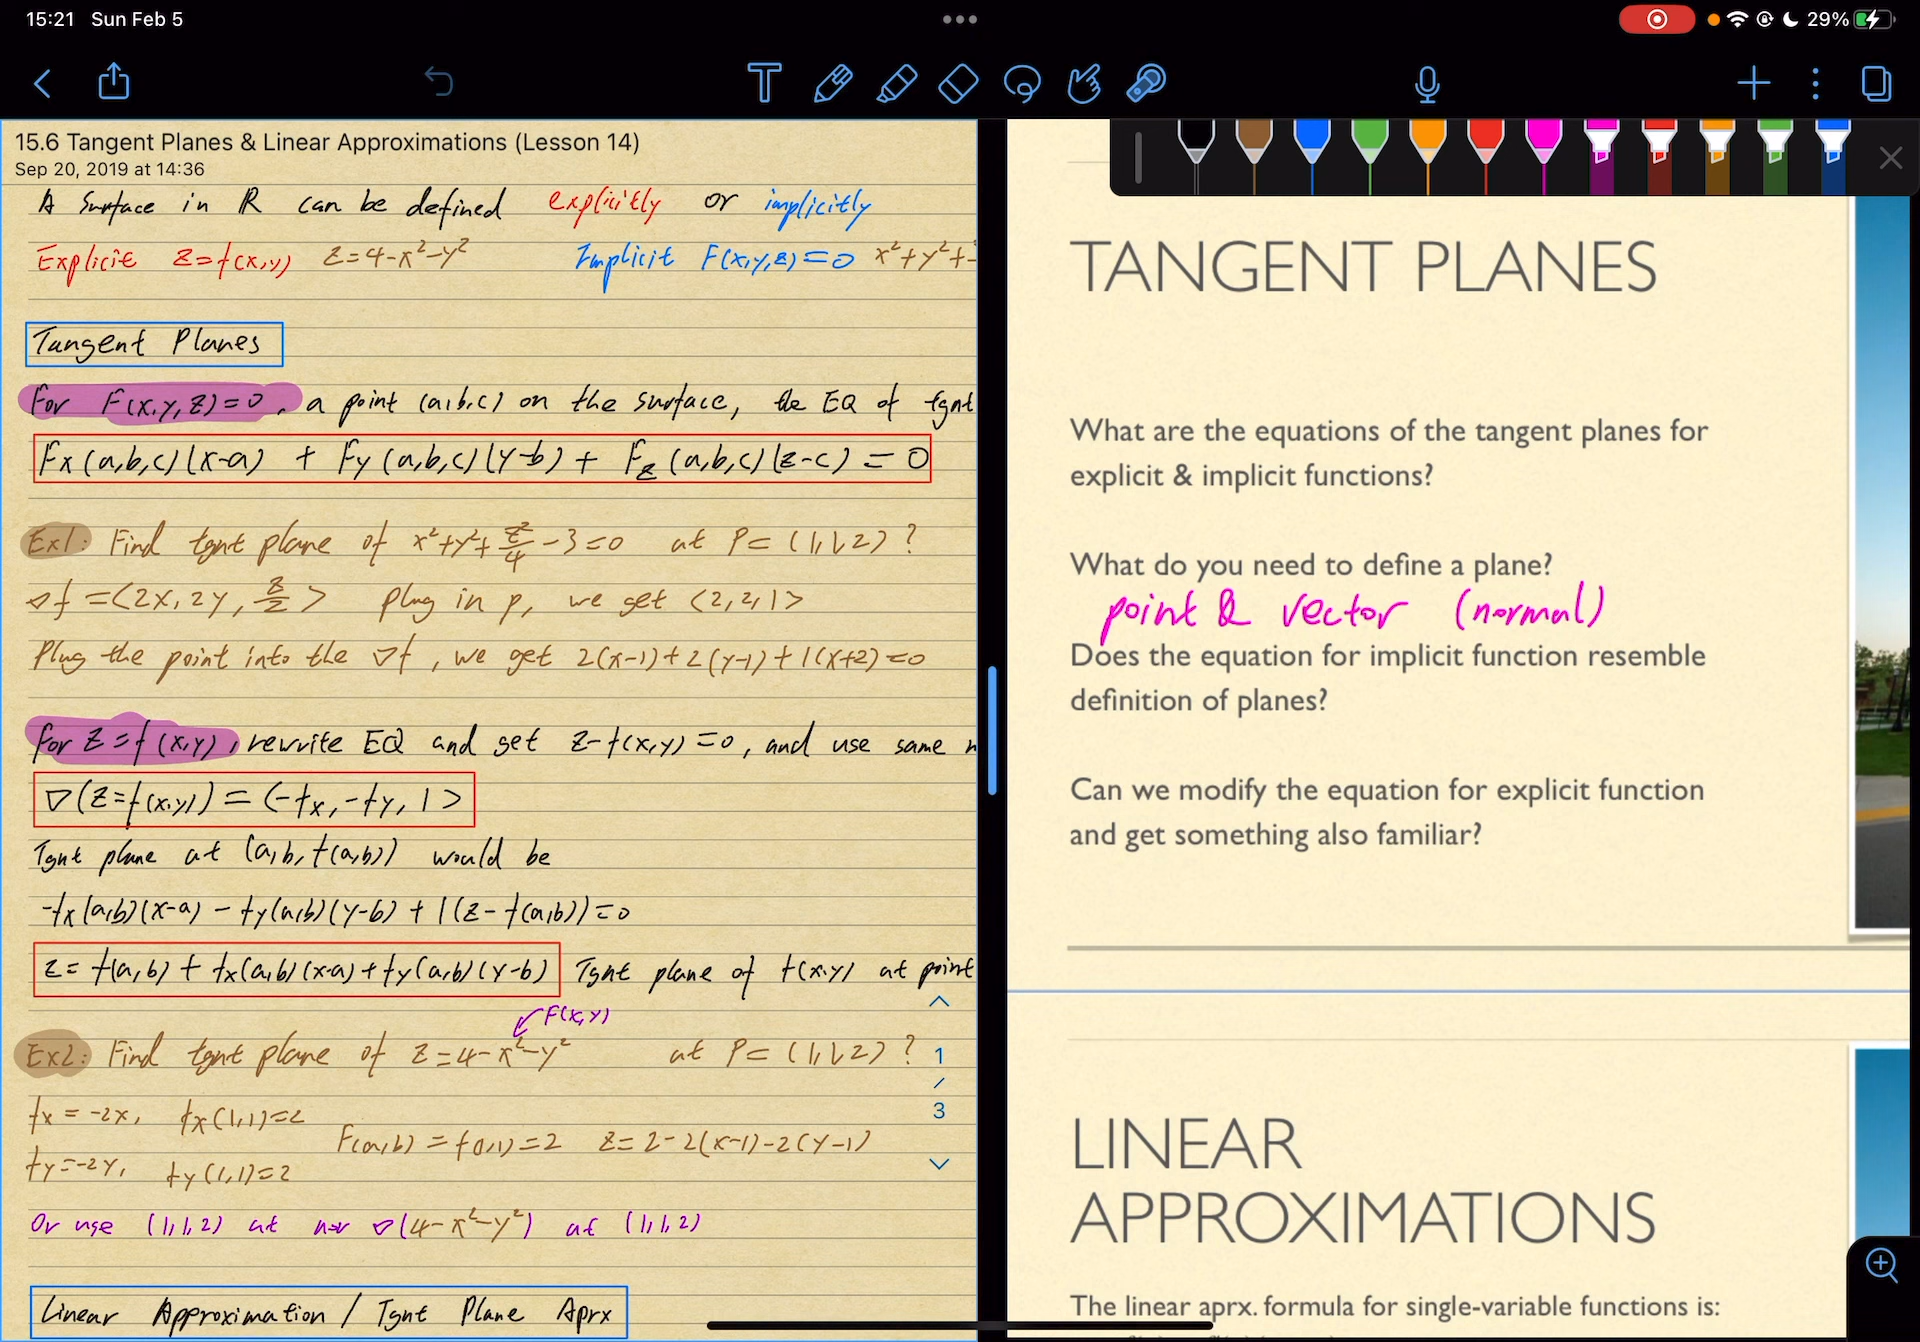 15:21 Sun Feb 5
29%
15.6 Tangent Planes & Linear Approximations (Lesson 14)
Sep 20, 2019 at 14:36
A Surface in R can be defined explicitly or implicitly
Explicit z=f(x,y) z=4-x²-y² Implicit F(x,y,z)=0 x²+y²+
Tangent Planes
For F(x,y,z)=0, a point (a,b,c) on the surface, the EQ of tgnt
Fx(a,b,c)(x-a) + Fy(a,b,c)(y-b) + Fz(a,b,c)(z-c) = 0
Ex1: Find tgnt plane of x²+y²+z²/4-3=0 at P=(1,1,2)?
∇f=<2x,2y,z/2> plug in p, we get <2,2,1>
Plug the point into the ∇f, we get 2(x-1)+2(y-1)+1(x+2)=0
For z=f(x,y), rewrite EQ and get z-f(x,y)=0, and use same
∇(z=f(x,y))=<-fx,-fy,1>
Tgnt plane at (a,b,f(a,b)) would be
-fx(a,b)(x-a)-fy(a,b)(y-b)+1(z-f(a,b))=0
z=f(a,b)+fx(a,b)(x-a)+fy(a,b)(y-b) Tgnt plane of f(x,y) at point
F(x,y)
Ex2: Find tgnt plane of z=4-x²-y² at P=(1,1,2)?
fx=-2x, fx(1,1)=2
F(a,b)=f(1,1)=2 z=2-2(x-1)-2(y-1)
fy=-2y, fy(1,1)=2
Or use (1,1,2) at ∇(4-x²-y²) at (1,1,2)
Linear Approximation / Tgnt Plane Aprx
1
/
3
TANGENT PLANES
What are the equations of the tangent planes for
explicit & implicit functions?
What do you need to define a plane?
point & vector (normal)
Does the equation for implicit function resemble
definition of planes?
Can we modify the equation for explicit function
and get something also familiar?
LINEAR
APPROXIMATIONS
The linear aprx. formula for single-variable functions is: